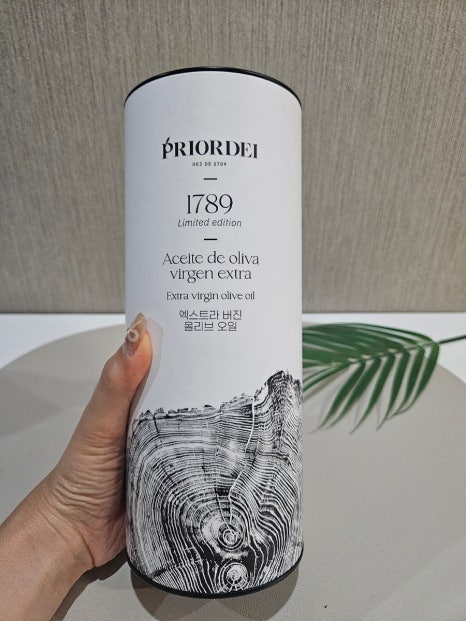 PRIORDEI
DES DE 1789
1789
Limited edition
Aceite de oliva
virgen extra
Extra virgin olive oil
엑스트라 버진
올리브 오일